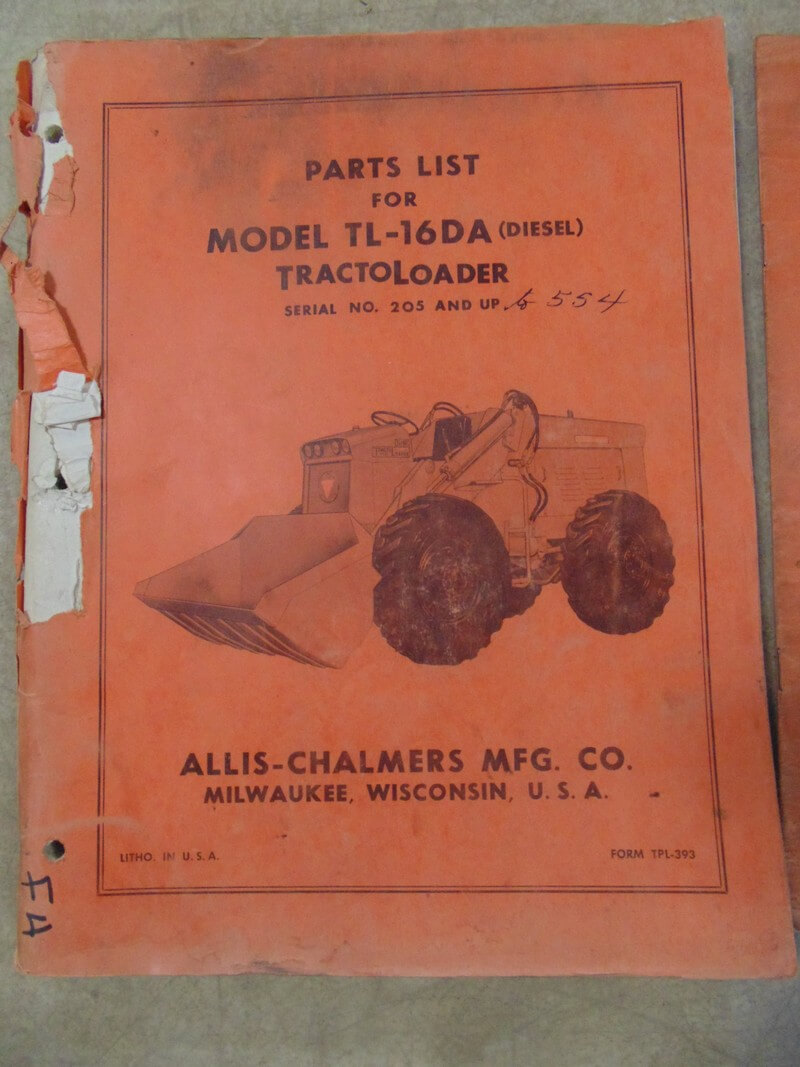 PARTS LIST
FOR
MODEL TL-16DA (DIESEL)
TRACTOLOADER
SERIAL NO. 205 AND UP to 554
ALLIS-CHALMERS MFG. CO.
MILWAUKEE, WISCONSIN, U. S. A.
LITHO. IN U. S. A.
FORM TPL-393
F4